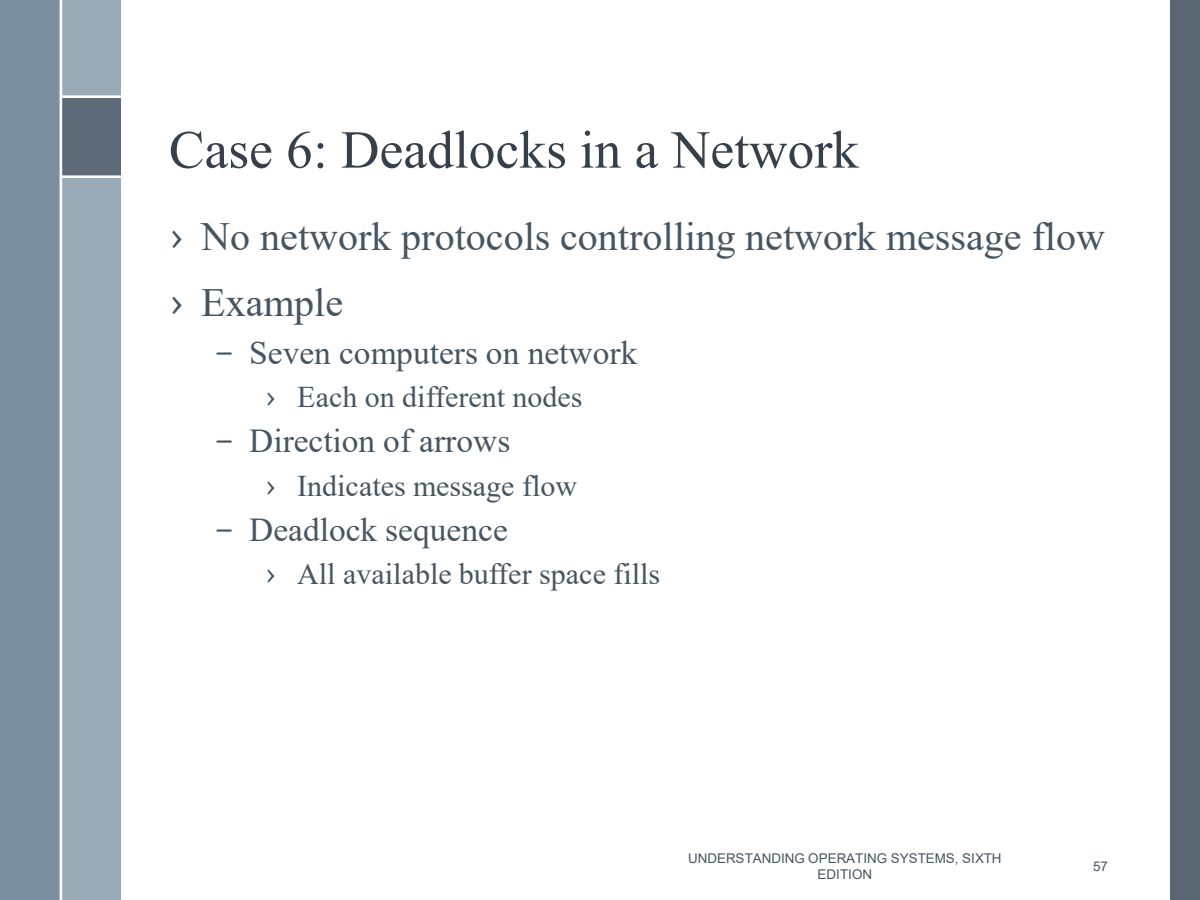 Case 6: Deadlocks in a Network
› No network protocols controlling network message flow
› Example
– Seven computers on network
› Each on different nodes
– Direction of arrows
› Indicates message flow
– Deadlock sequence
› All available buffer space fills
UNDERSTANDING OPERATING SYSTEMS, SIXTH
EDITION
57